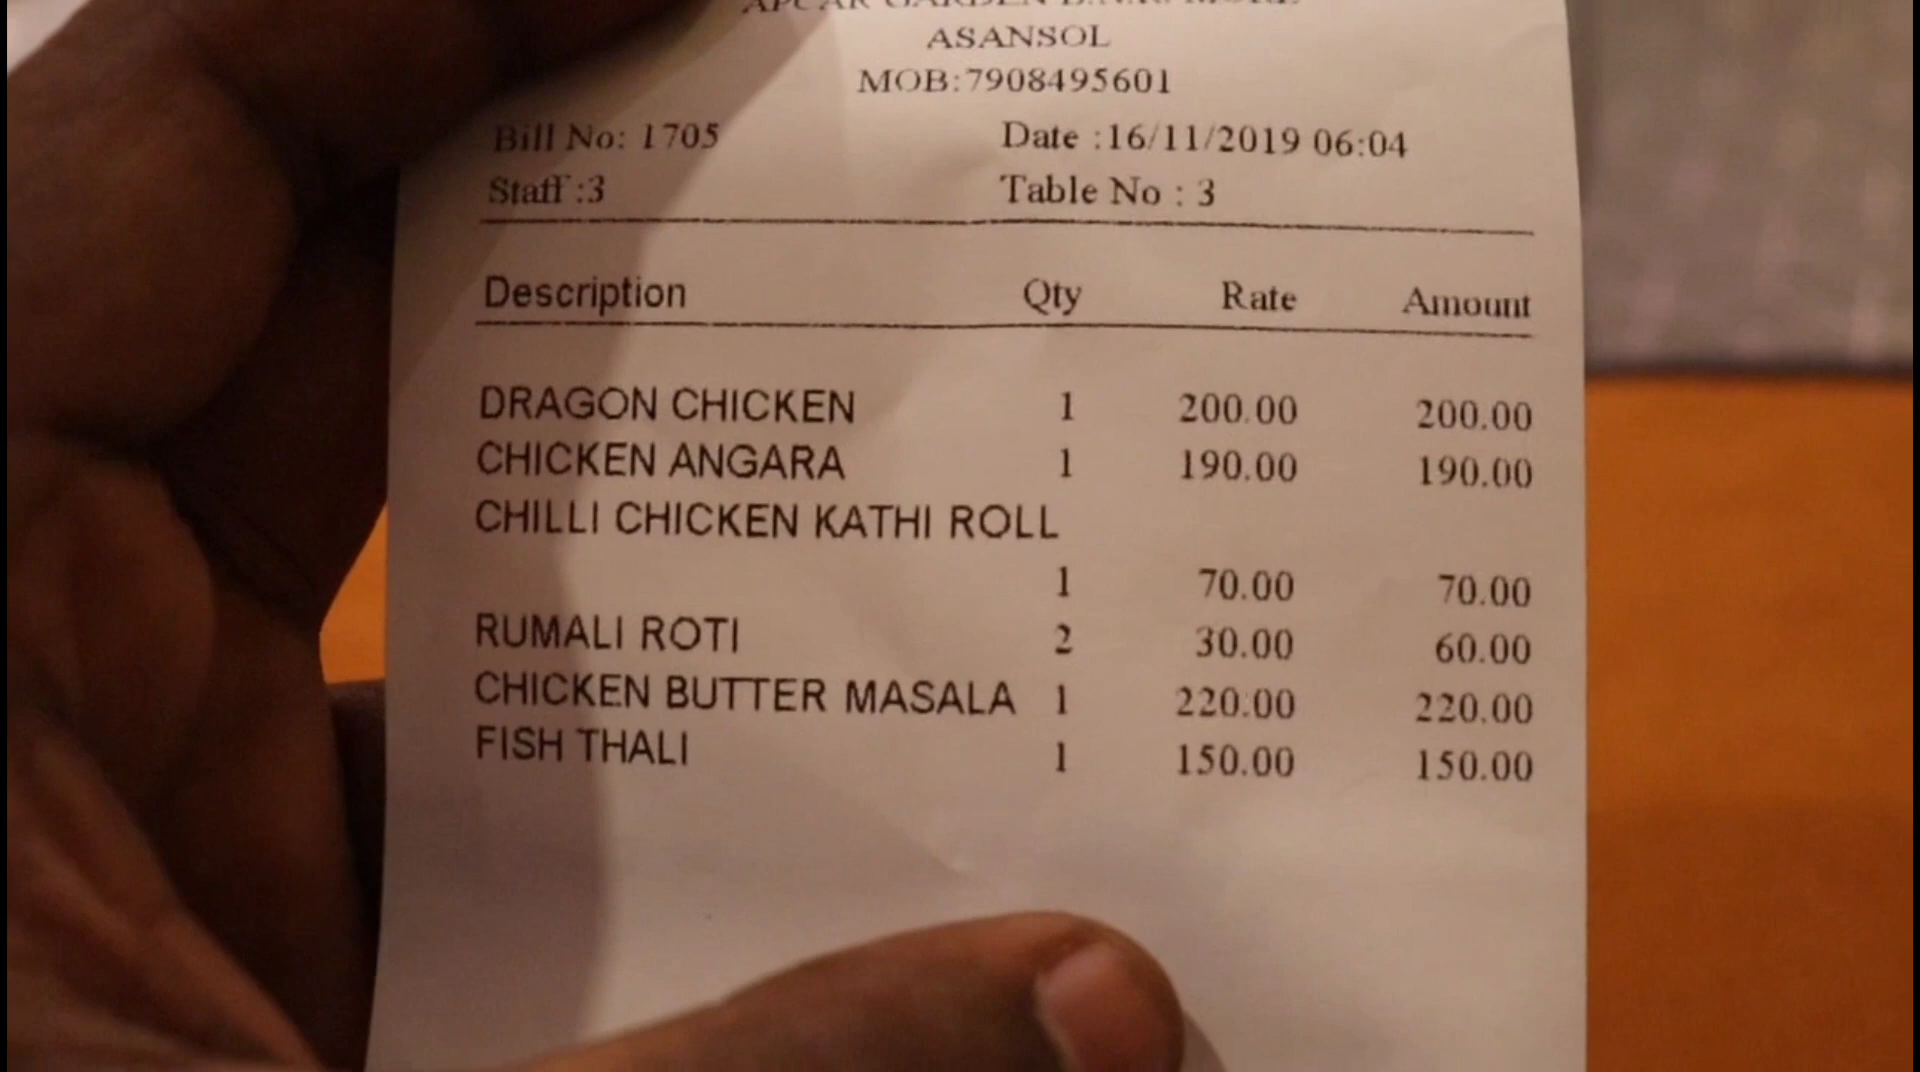 APCAR GARDEN B.N.R. MORE
ASANSOL
MOB:7908495601
Bill No: 1705 Date :16/11/2019 06:04
Staff :3 Table No : 3
Description Qty Rate Amount
DRAGON CHICKEN 1 200.00 200.00
CHICKEN ANGARA 1 190.00 190.00
CHILLI CHICKEN KATHI ROLL
1 70.00 70.00
RUMALI ROTI 2 30.00 60.00
CHICKEN BUTTER MASALA 1 220.00 220.00
FISH THALI 1 150.00 150.00